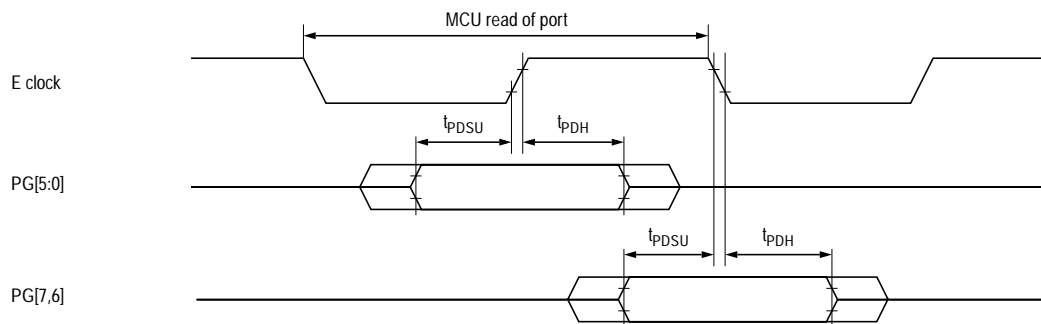 MCU read of port
E clock
tPDSU tPDH
PG[5:0]
tPDSU tPDH
PG[7,6]